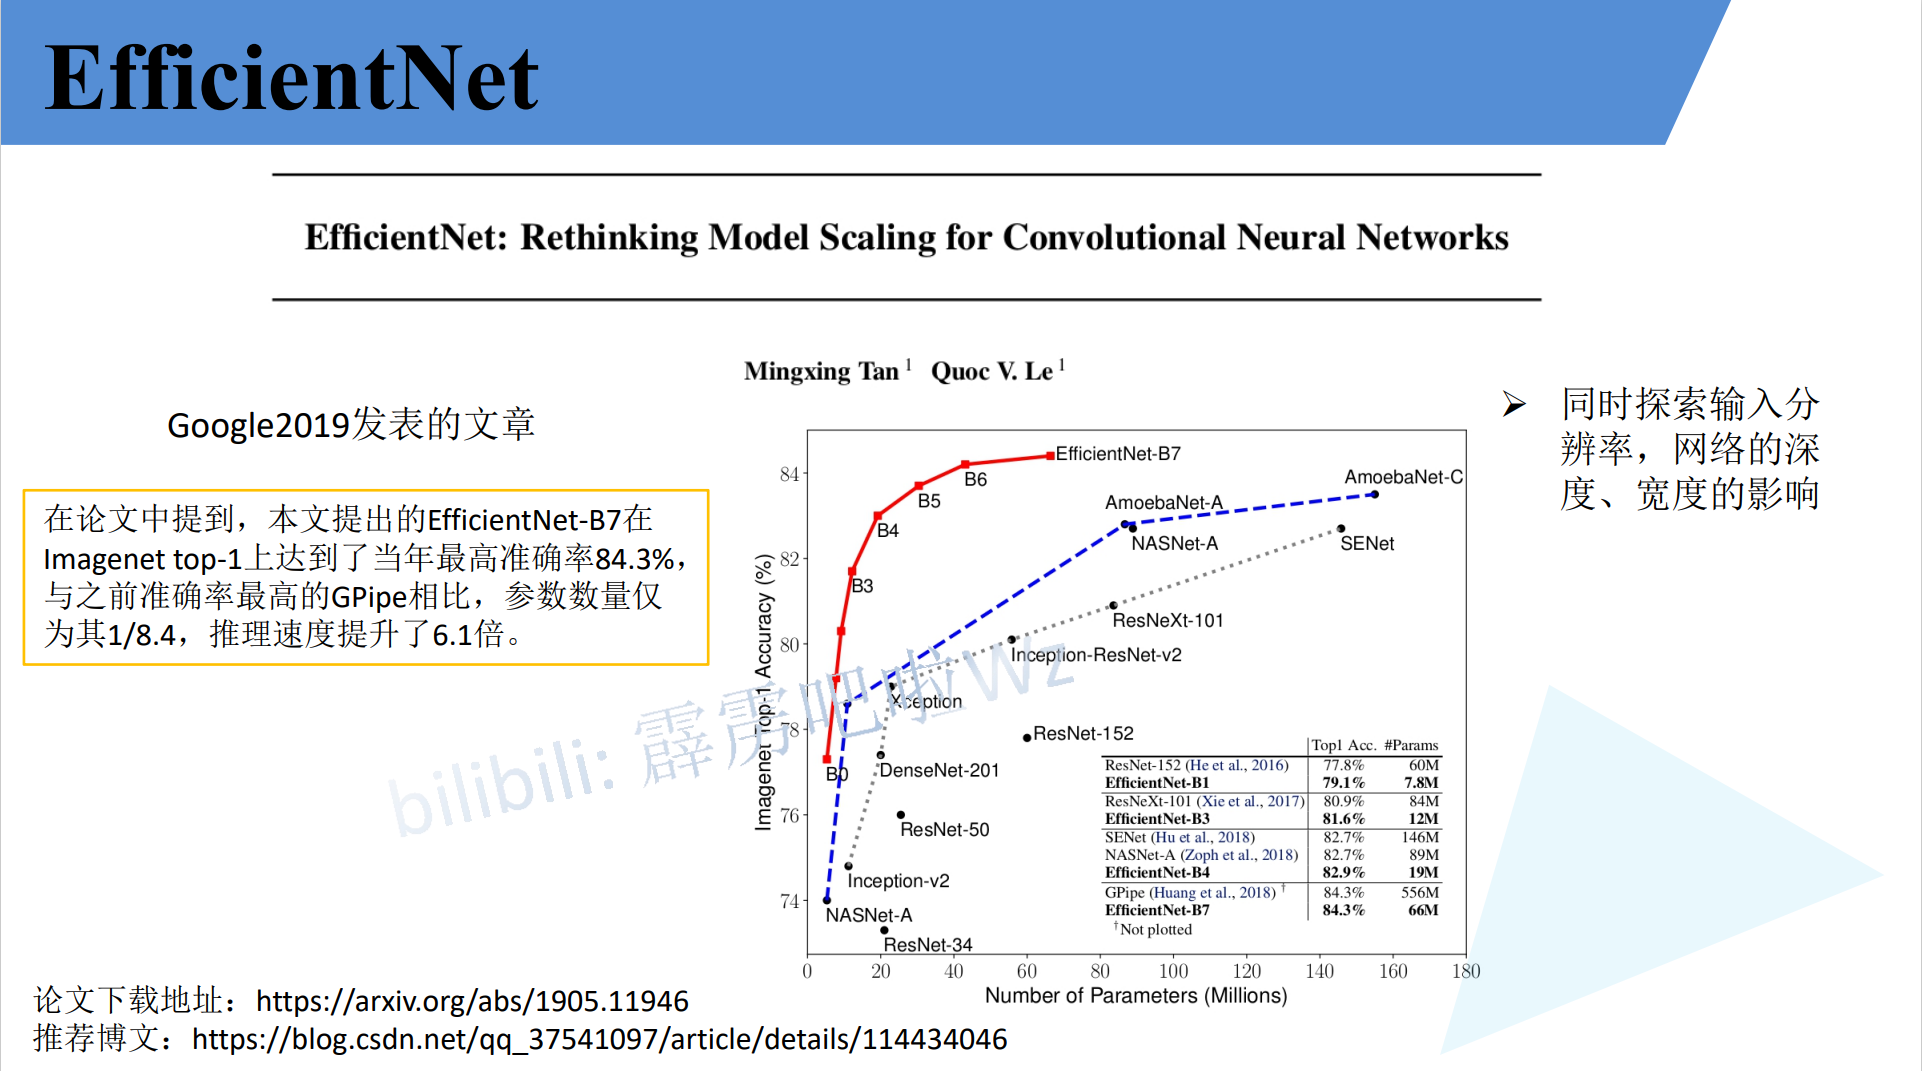 EfficientNet
EfficientNet: Rethinking Model Scaling for Convolutional Neural Networks
Mingxing Tan 1 Quoc V. Le 1
Google2019发表的文章
在论文中提到，本文提出的EfficientNet-B7在
Imagenet top-1上达到了当年最高准确率84.3%，
与之前准确率最高的GPipe相比，参数数量仅
为其1/8.4，推理速度提升了6.1倍。
➢ 同时探索输入分
辨率，网络的深
度、宽度的影响
Imagenet Top-1 Accuracy (%)
84
82
80
78
76
74
EfficientNet-B7
B6
B5
B4
B3
B0
AmoebaNet-C
AmoebaNet-A
NASNet-A
SENet
ResNeXt-101
Inception-ResNet-v2
Xception
ResNet-152
DenseNet-201
ResNet-50
Inception-v2
NASNet-A
ResNet-34
Top1 Acc. #Params
ResNet-152 (He et al., 2016) 77.8% 60M
EfficientNet-B1 79.1% 7.8M
ResNeXt-101 (Xie et al., 2017) 80.9% 84M
EfficientNet-B3 81.6% 12M
SENet (Hu et al., 2018) 82.7% 146M
NASNet-A (Zoph et al., 2018) 82.7% 89M
EfficientNet-B4 82.9% 19M
GPipe (Huang et al., 2018) † 84.3% 556M
EfficientNet-B7 84.3% 66M
†Not plotted
0 20 40 60 80 100 120 140 160 180
Number of Parameters (Millions)
bilibili: 霹雳吧啦Wz
论文下载地址：https://arxiv.org/abs/1905.11946
推荐博文：https://blog.csdn.net/qq_37541097/article/details/114434046